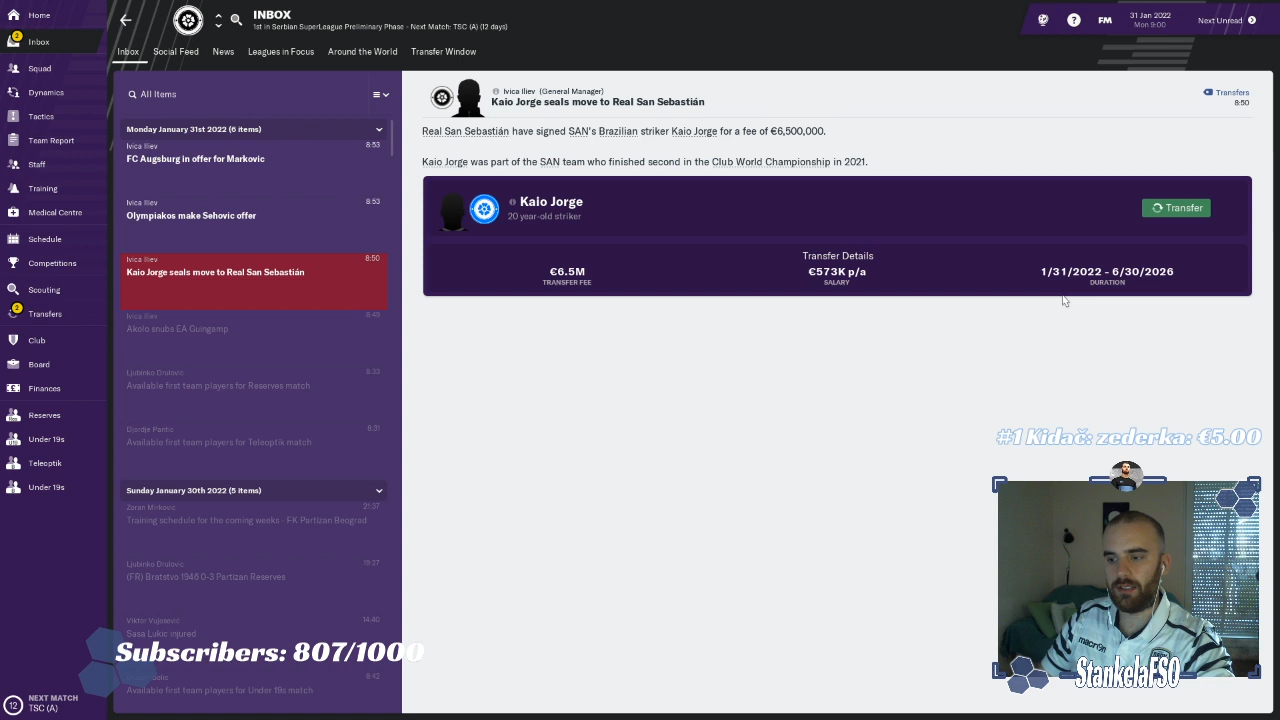 Home
2
Inbox
Squad
Dynamics
Tactics
Team Report
Staff
Training
Medical Centre
Schedule
Competitions
Scouting
2
Transfers
Club
Board
Finances
Reserves
Under 19s
Teleoptik
Under 19s
12
NEXT MATCH
TSC (A)
INBOX
1st in Serbian SuperLeague Preliminary Phase - Next Match: TSC (A) (12 days)
FM
31 Jan 2022
Mon 9:00
Next Unread
Inbox Social Feed News Leagues in Focus Around the World Transfer Window
All Items
Monday January 31st 2022 (6 items)
Ivica Iliev 8:53
FC Augsburg in offer for Markovic
Ivica Iliev 8:53
Olympiakos make Sehovic offer
Ivica Iliev 8:50
Kaio Jorge seals move to Real San Sebastián
Ivica Iliev 8:49
Akolo snubs EA Guingamp
Ljubinko Drulovic 8:33
Available first team players for Reserves match
Djordje Pantic 8:31
Available first team players for Teleoptik match
Sunday January 30th 2022 (5 items)
Zoran Mirkovic 21:37
Training schedule for the coming weeks - FK Partizan Beograd
Ljubinko Drulovic 19:27
(FR) Bratstvo 1946 0-3 Partizan Reserves
Viktor Vujosevic 14:40
Sasa Lukic injured
Subscribers: 807/1000
8:42
Available first team players for Under 19s match
Ivica Iliev (General Manager)
Kaio Jorge seals move to Real San Sebastián
Transfers
8:50
Real San Sebastián have signed SAN's Brazilian striker Kaio Jorge for a fee of €6,500,000.
Kaio Jorge was part of the SAN team who finished second in the Club World Championship in 2021.
Kaio Jorge
20 year-old striker
Transfer
Transfer Details
€6.5M
TRANSFER FEE
€573K p/a
SALARY
1/31/2022 - 6/30/2026
DURATION
#1 Kidač: zederka: €5.00
StankelaFSO